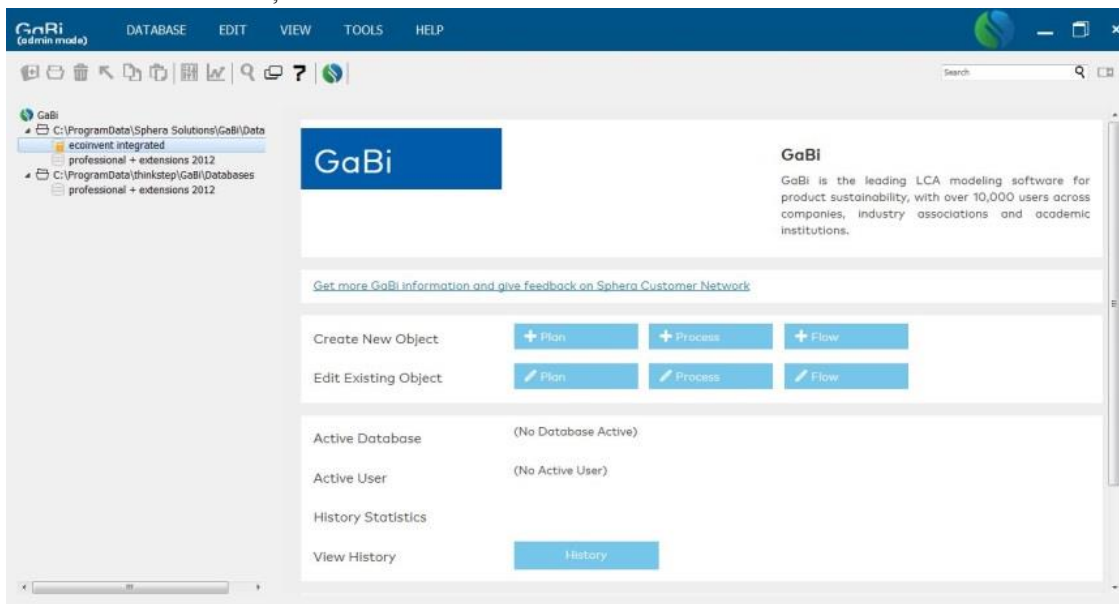 GaBi
(admin mode)
DATABASE EDIT VIEW TOOLS HELP
?
Search
GaBi
C:\ProgramData\Sphera Solutions\GaBi\Data
ecoinvent integrated
professional + extensions 2012
C:\ProgramData\thinkstep\GaBi\Databases
professional + extensions 2012
GaBi
GaBi
GaBi is the leading LCA modeling software for
product sustainability, with over 10,000 users across
companies, industry associations and academic
institutions.
Get more GaBi information and give feedback on Sphera Customer Network
Create New Object
Plan
Process
Flow
Edit Existing Object
Plan
Process
Flow
Active Database
(No Database Active)
Active User
(No Active User)
History Statistics
View History
History